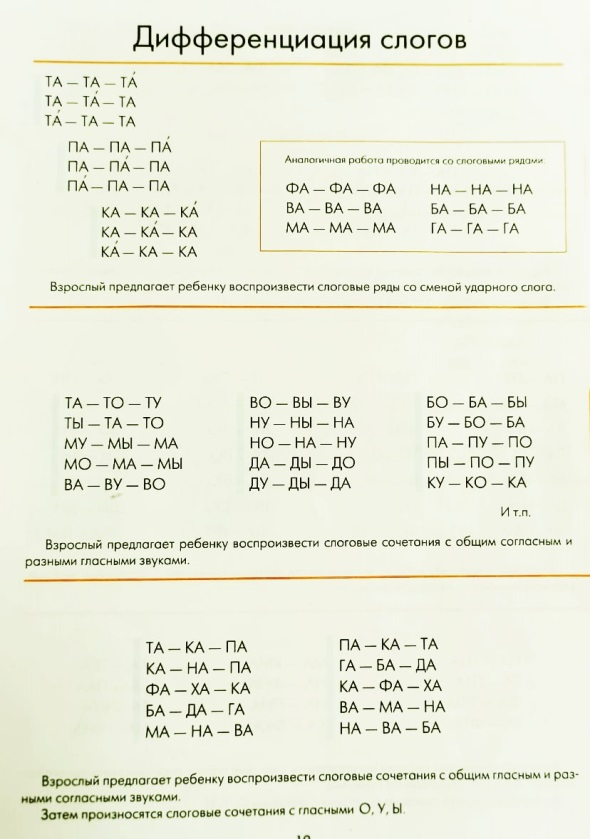 Дифференциация слогов
ТА — ТА — ТА́
ТА — ТА́ — ТА
ТА́ — ТА — ТА
ПА — ПА — ПА́
ПА — ПА́ — ПА
ПА́ — ПА — ПА
КА — КА — КА́
КА — КА́ — КА
КА́ — КА — КА
Аналогичная работа проводится со слоговыми рядами:
ФА — ФА — ФА
ВА — ВА — ВА
МА — МА — МА
НА — НА — НА
БА — БА — БА
ГА — ГА — ГА
Взрослый предлагает ребенку воспроизвести слоговые ряды со сменой ударного слога.
ТА — ТО — ТУ
ТЫ — ТА — ТО
МУ — МЫ — МА
МО — МА — МЫ
ВА — ВУ — ВО
ВО — ВЫ — ВУ
НУ — НЫ — НА
НО — НА — НУ
ДА — ДЫ — ДО
ДУ — ДЫ — ДА
БО — БА — БЫ
БУ — БО — БА
ПА — ПУ — ПО
ПЫ — ПО — ПУ
КУ — КО — КА
И т.п.
Взрослый предлагает ребенку воспроизвести слоговые сочетания с общим согласным и
разными гласными звуками.
ТА — КА — ПА
КА — НА — ПА
ФА — ХА — КА
БА — ДА — ГА
МА — НА — ВА
ПА — КА — ТА
ГА — БА — ДА
КА — ФА — ХА
ВА — МА — НА
НА — ВА — БА
Взрослый предлагает ребенку воспроизвести слоговые сочетания с общим гласным и раз-
ными согласными звуками.
Затем произносятся слоговые сочетания с гласными О, У, Ы.